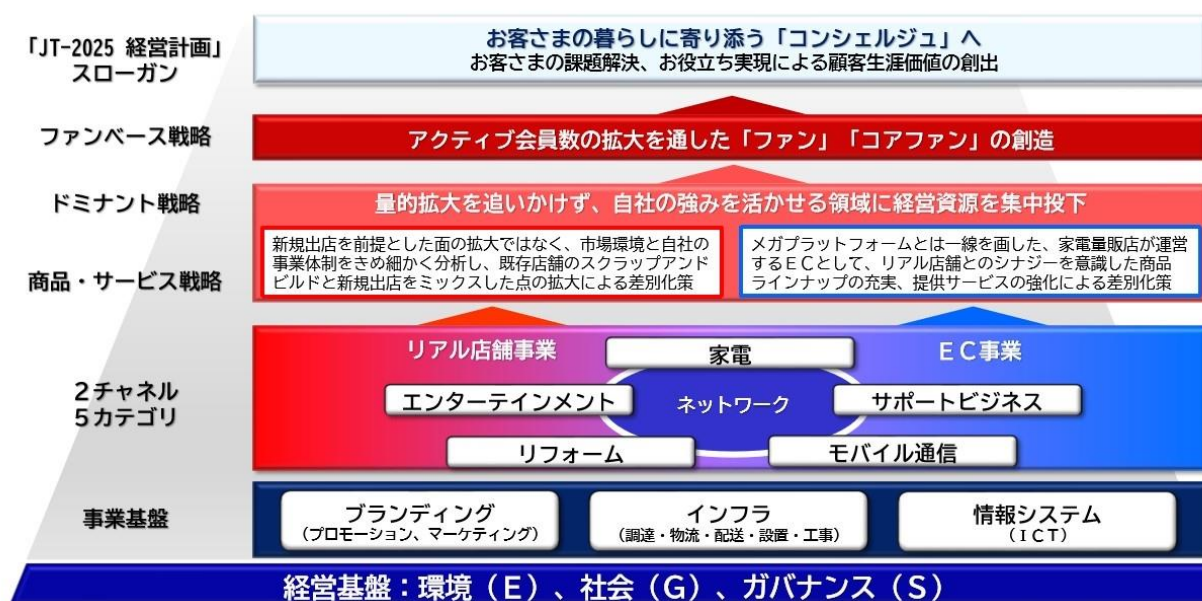 「JT-2025 経営計画」
スローガン
お客さまの暮らしに寄り添う「コンシェルジュ」へ
お客さまの課題解決、お役立ち実現による顧客生涯価値の創出
ファンベース戦略
アクティブ会員数の拡大を通した「ファン」「コアファン」の創造
ドミナント戦略
量的拡大を追いかけず、自社の強みを活かせる領域に経営資源を集中投下
商品・サービス戦略
新規出店を前提とした面の拡大ではなく、市場環境と自社の
事業体制をきめ細かく分析し、既存店舗のスクラップアンド
ビルドと新規出店をミックスした点の拡大による差別化策
メガプラットフォームとは一線を画した、家電量販店が運営
するＥＣとして、リアル店舗とのシナジーを意識した商品
ラインナップの充実、提供サービスの強化による差別化策
２チャネル
５カテゴリ
リアル店舗事業
家電
ＥＣ事業
エンターテインメント
ネットワーク
サポートビジネス
リフォーム
モバイル通信
事業基盤
ブランディング
（プロモーション、マーケティング）
インフラ
（調達・物流・配送・設置・工事）
情報システム
（ＩＣＴ）
経営基盤：環境（Ｅ）、社会（Ｇ）、ガバナンス（Ｓ）